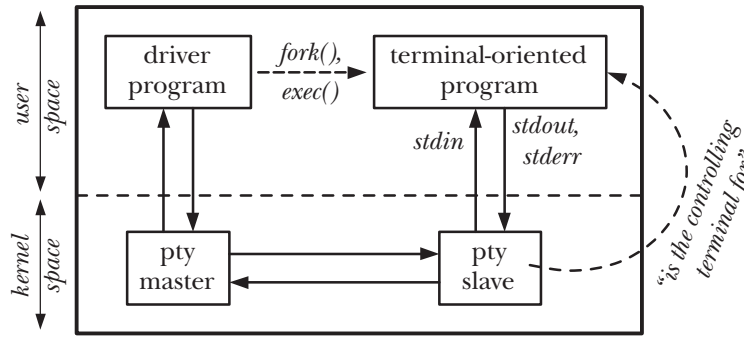 driver
program
fork(),
exec()
terminal-oriented
program
user
space
stdin
stdout,
stderr
"is the controlling
terminal for"
kernel
space
pty
master
pty
slave